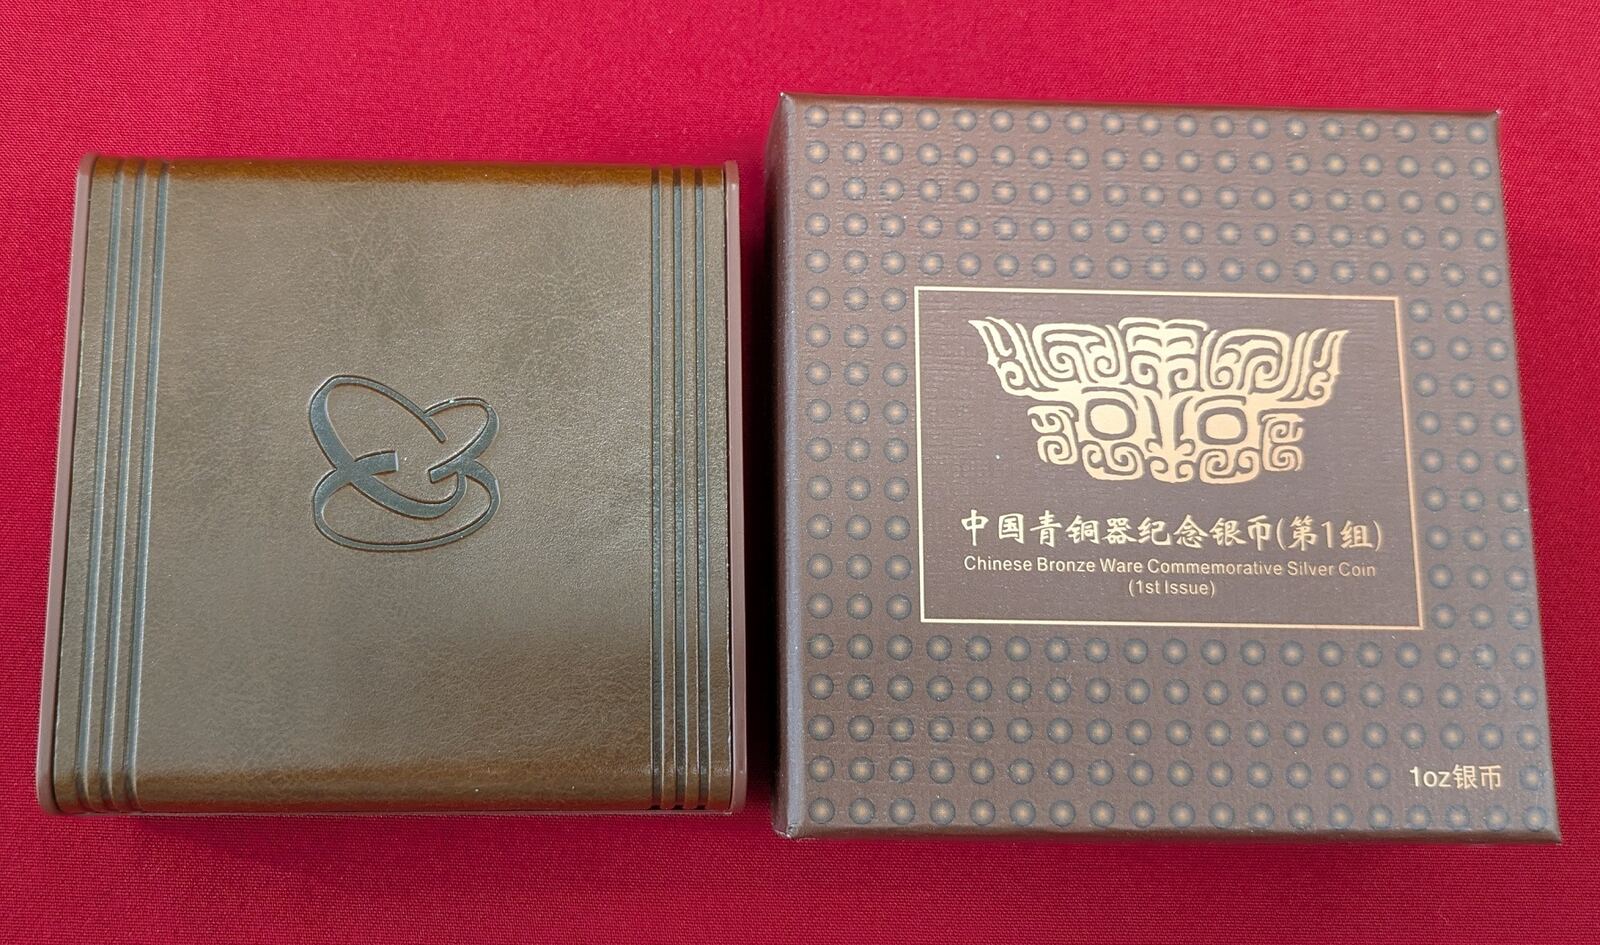 中国青铜器纪念银币(第1组)
Chinese Bronze Ware Commemorative Silver Coin
(1st Issue)
1oz银币